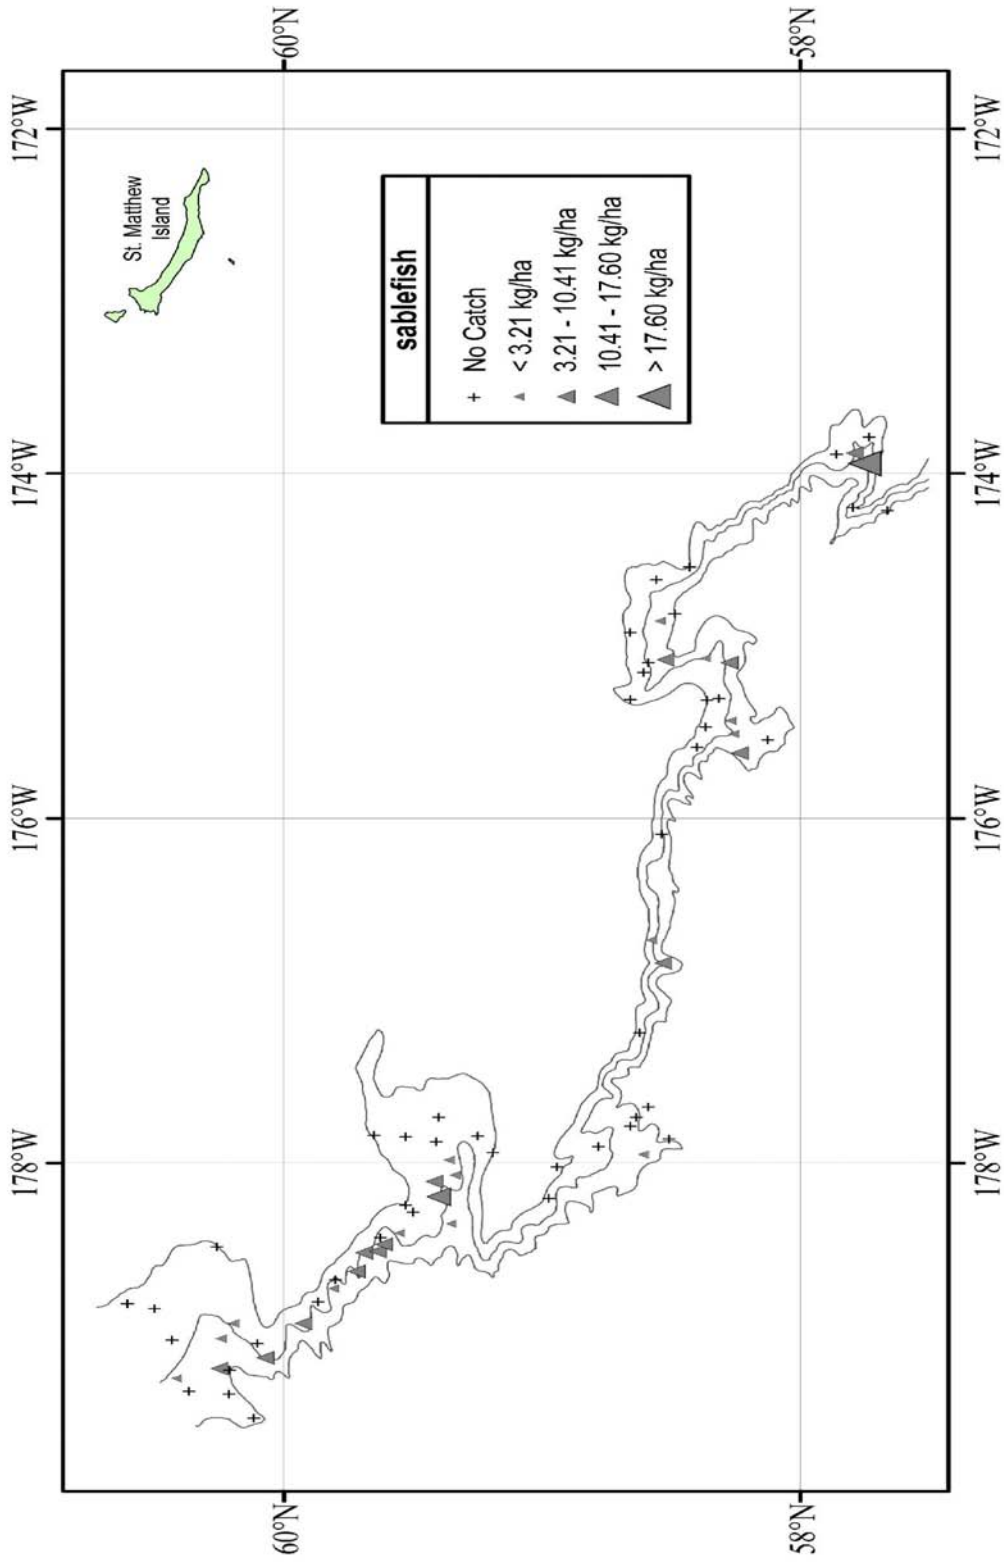 172°W
174°W
176°W
178°W
60°N
60°N
58°N
58°N
St. Matthew
Island
sablefish
No Catch
< 3.21 kg/ha
3.21 - 10.41 kg/ha
10.41 - 17.60 kg/ha
> 17.60 kg/ha
172°W
174°W
176°W
178°W